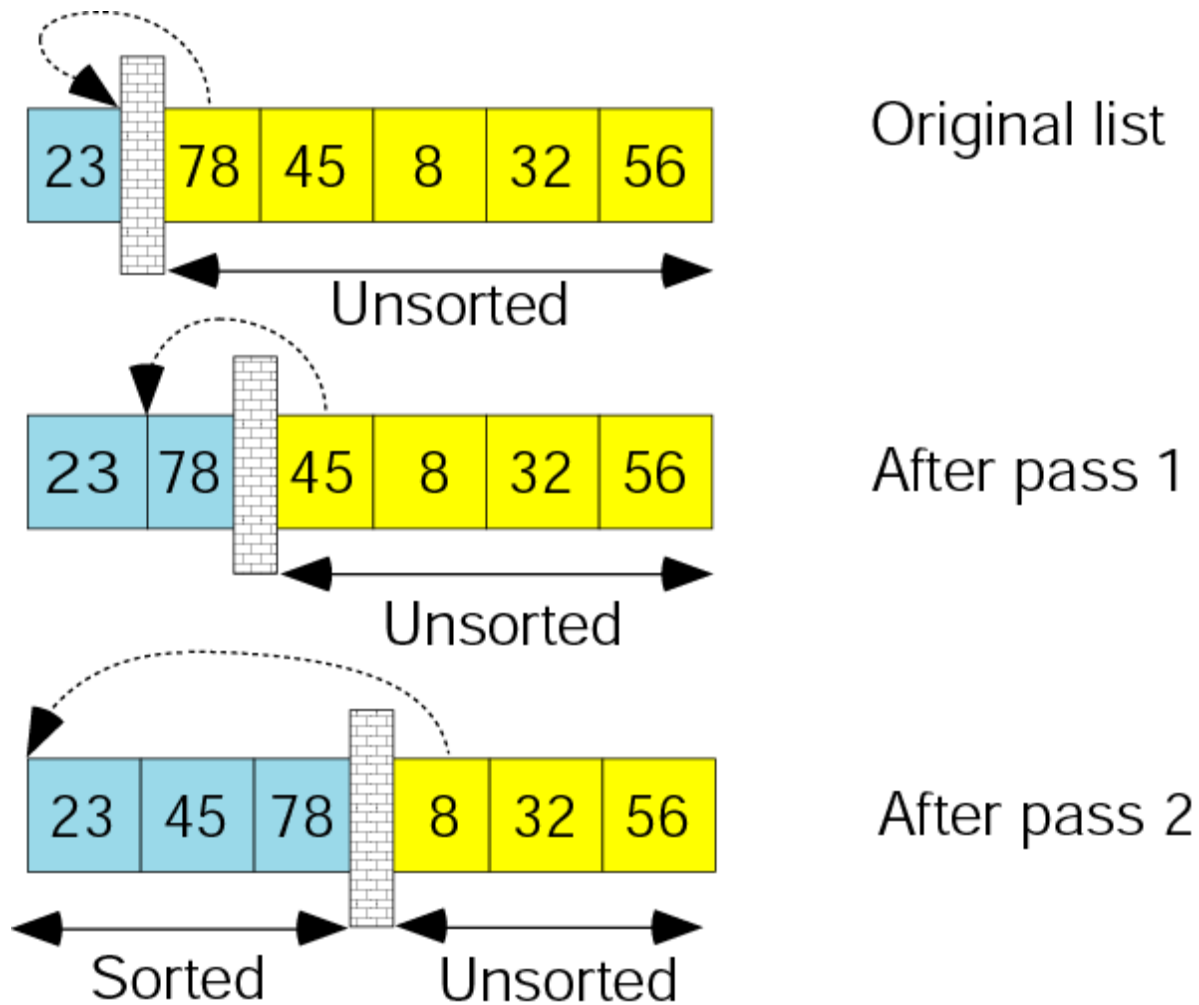 23 78 45 8 32 56
Original list
Unsorted
23 78 45 8 32 56
After pass 1
Unsorted
23 45 78 8 32 56
After pass 2
Sorted Unsorted